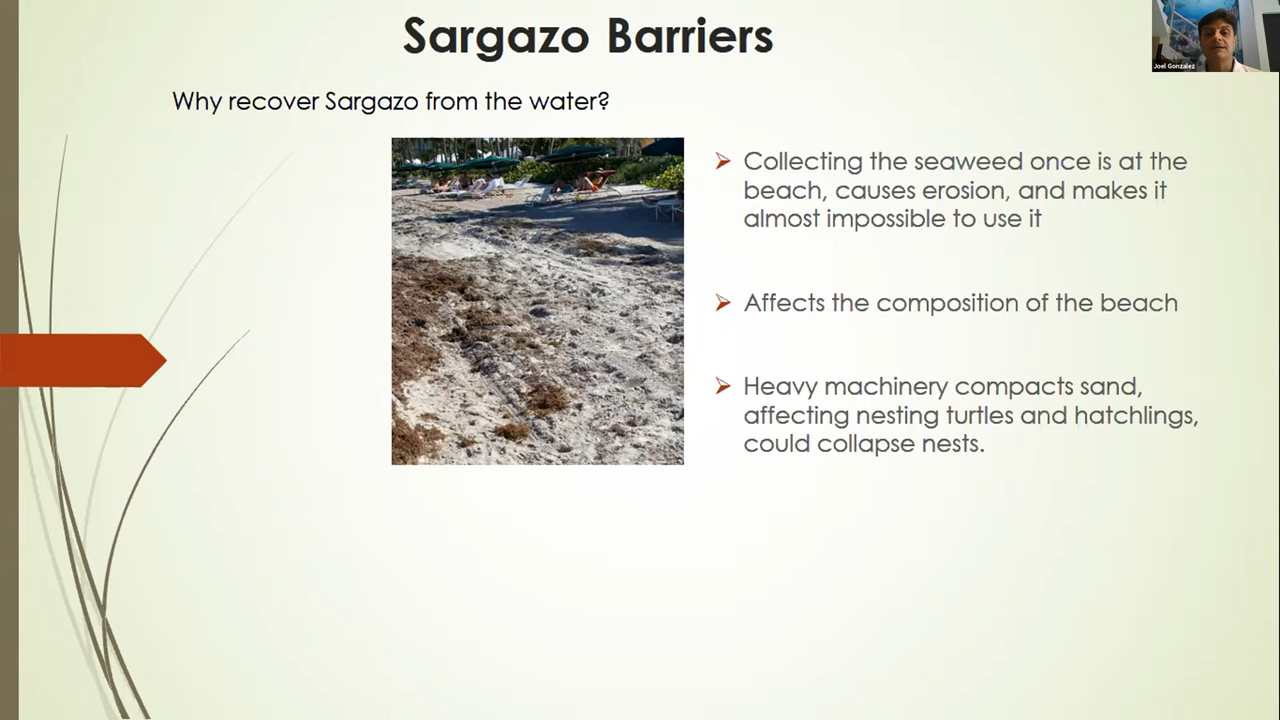 Sargazo Barriers
Joel Gonzalez
Why recover Sargazo from the water?
Collecting the seaweed once is at the
beach, causes erosion, and makes it
almost impossible to use it
Affects the composition of the beach
Heavy machinery compacts sand,
affecting nesting turtles and hatchlings,
could collapse nests.